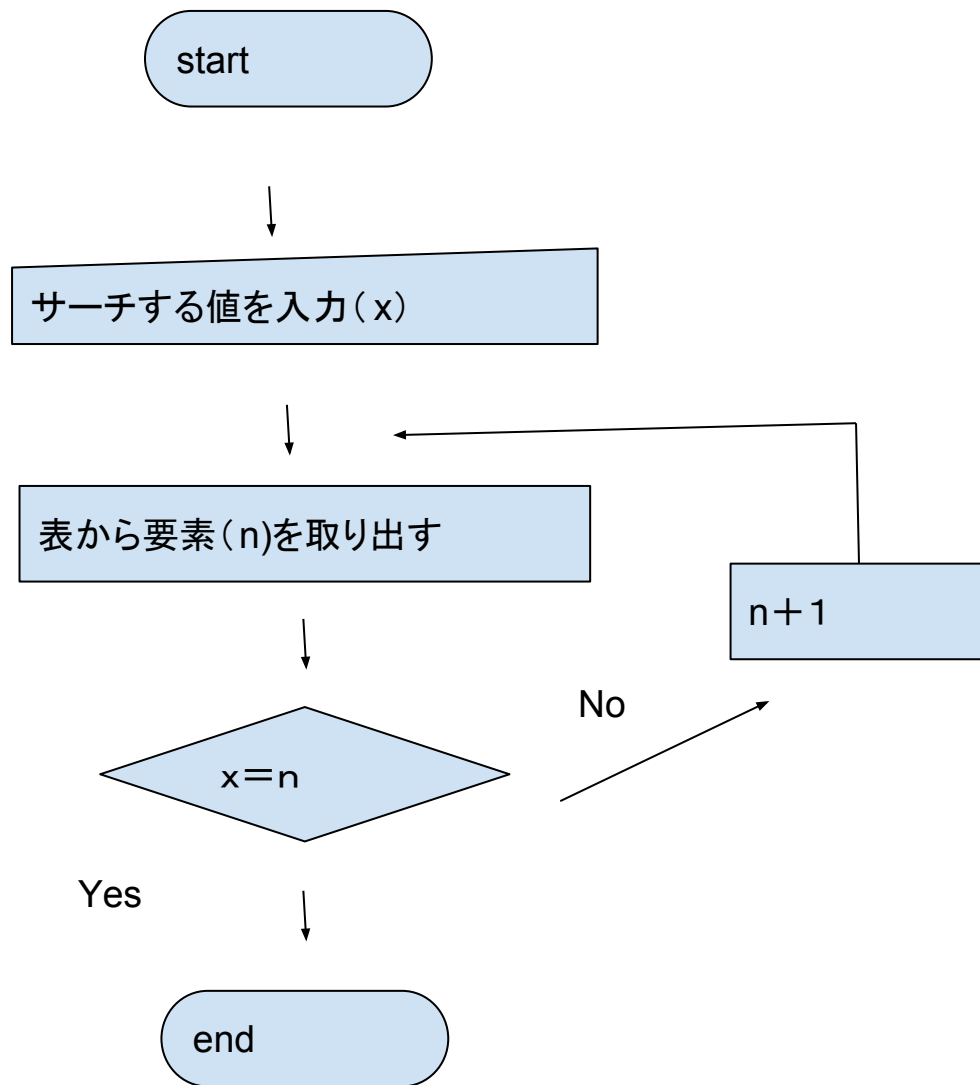 start
サーチする値を入力（x）
表から要素（n)を取り出す
n＋１
No
ｘ＝ｎ
Yes
end